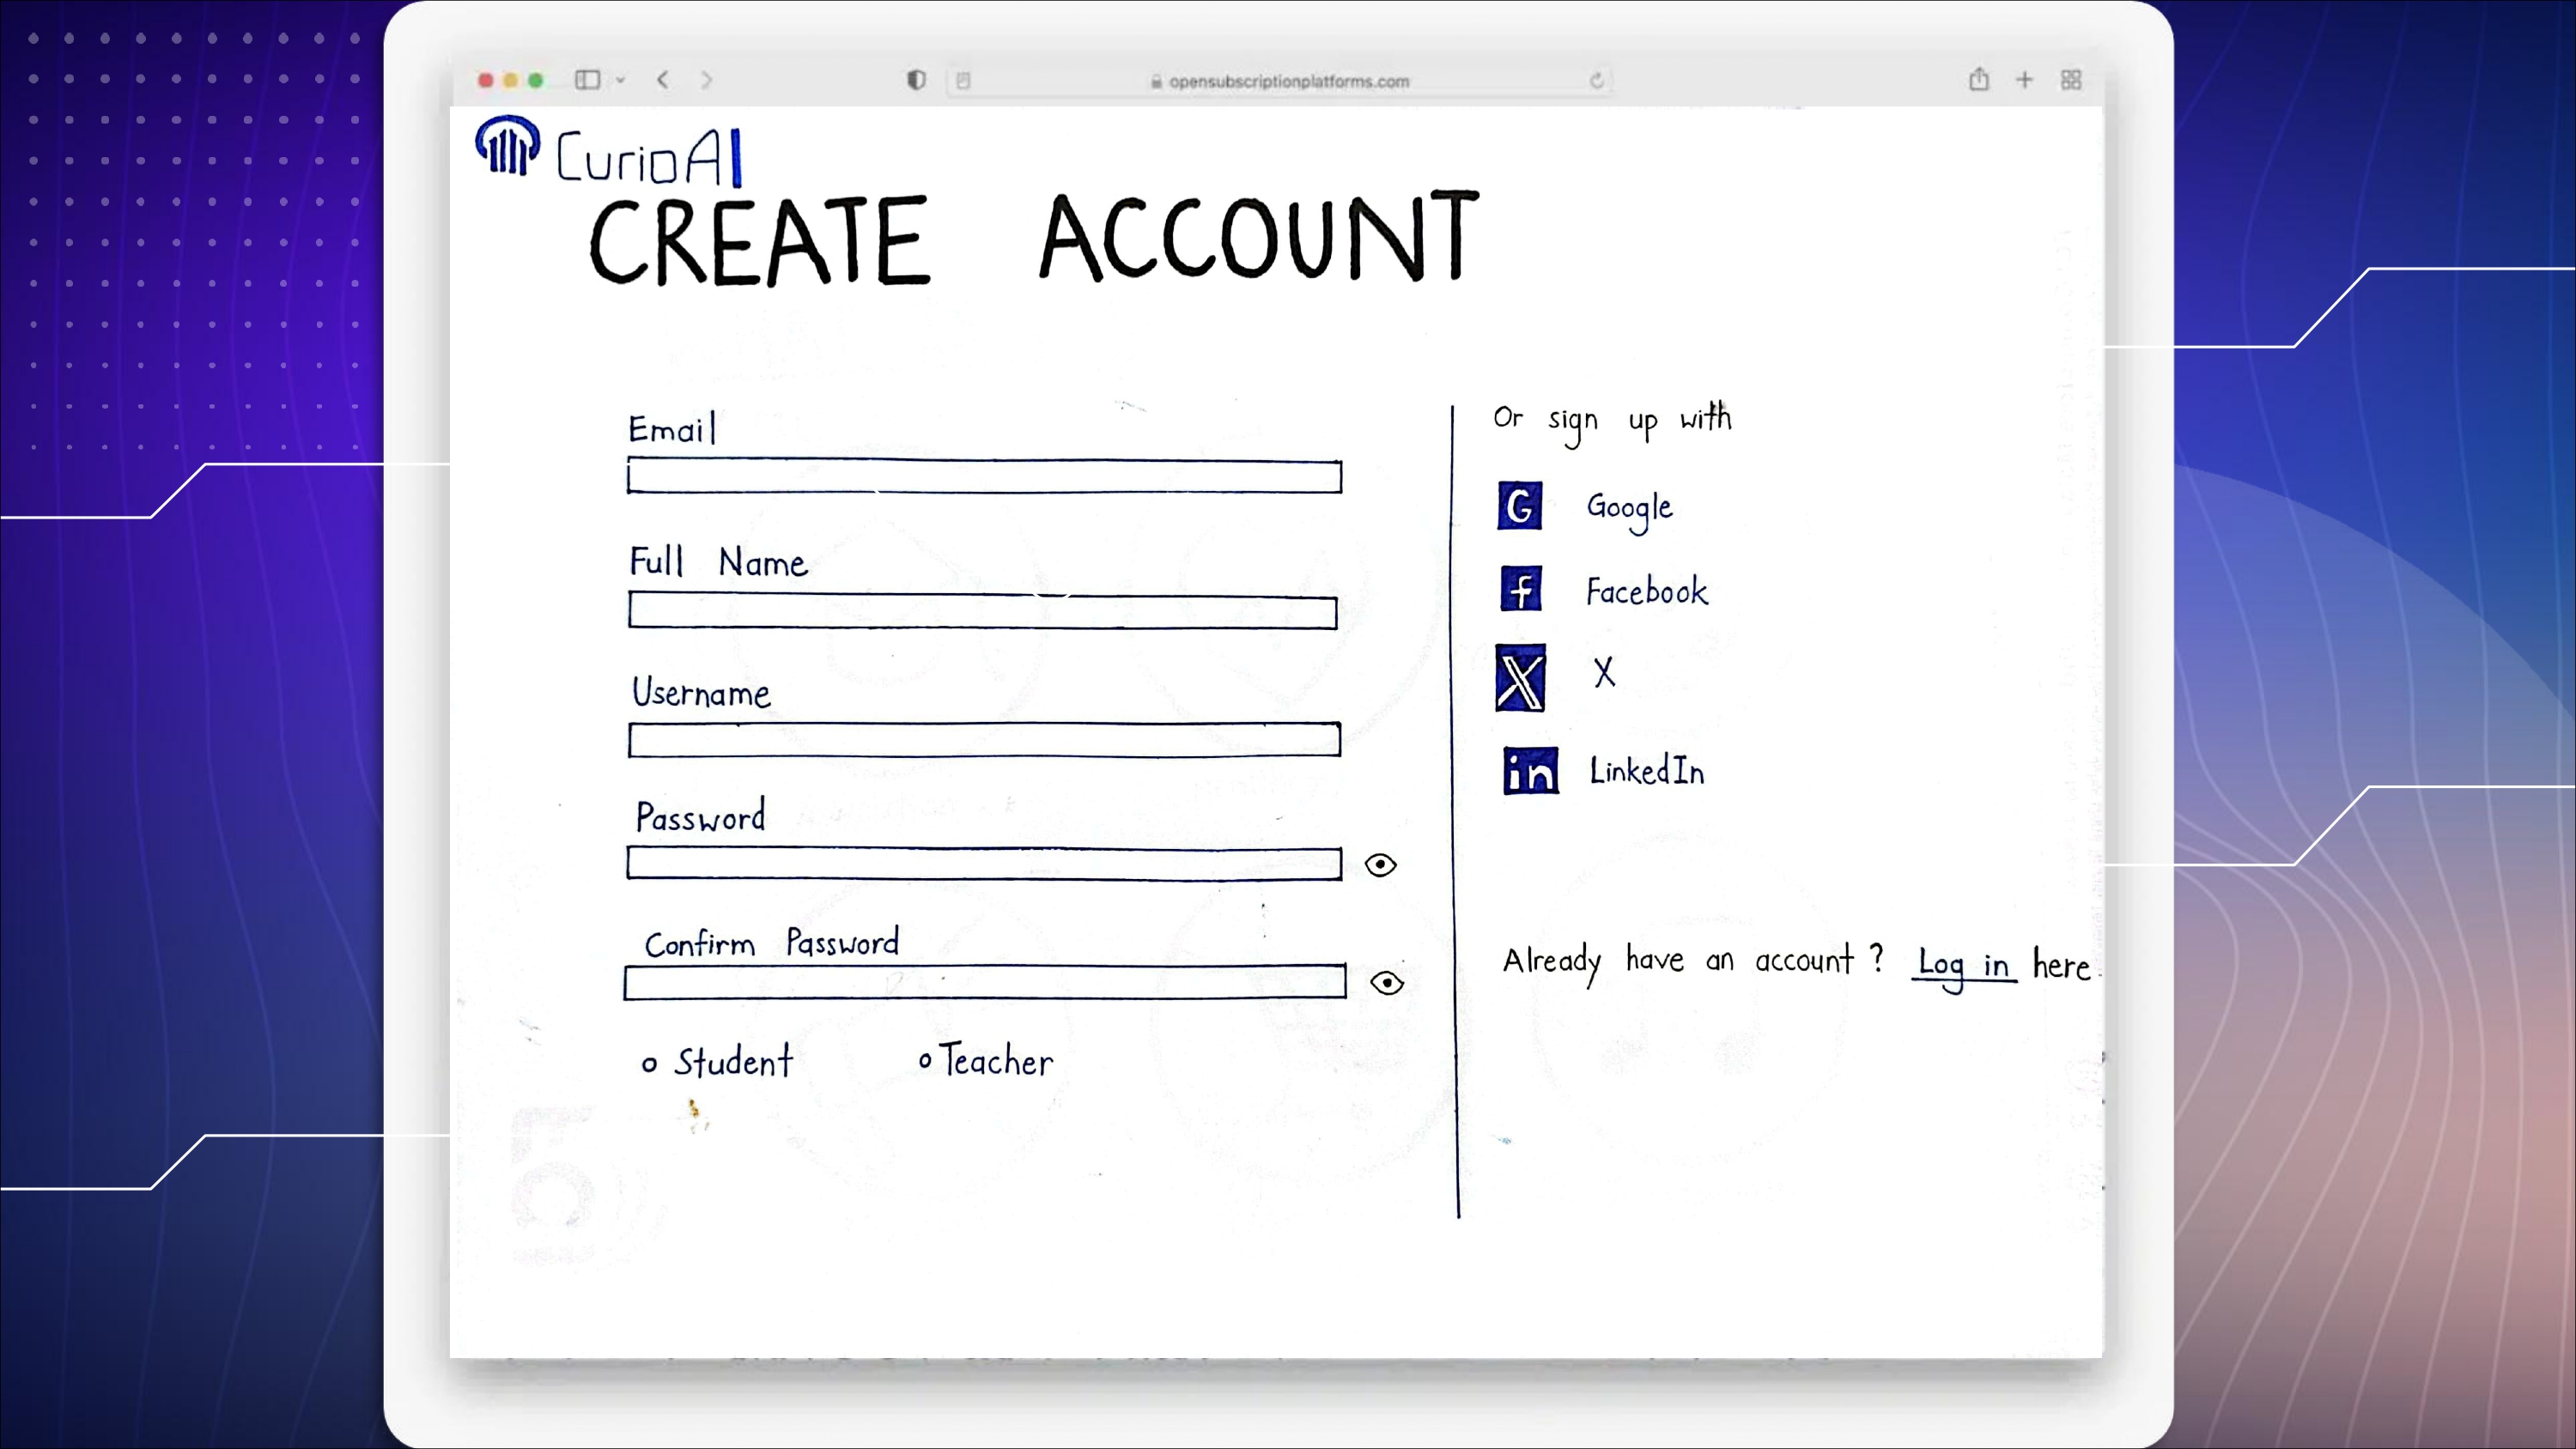 opensubscriptionplatforms.com
CurioAI
CREATE ACCOUNT
Email
Full Name
Username
Password
Confirm Password
Student Teacher
Or sign up with
G Google
f Facebook
X X
in LinkedIn
Already have an account? Log in here.